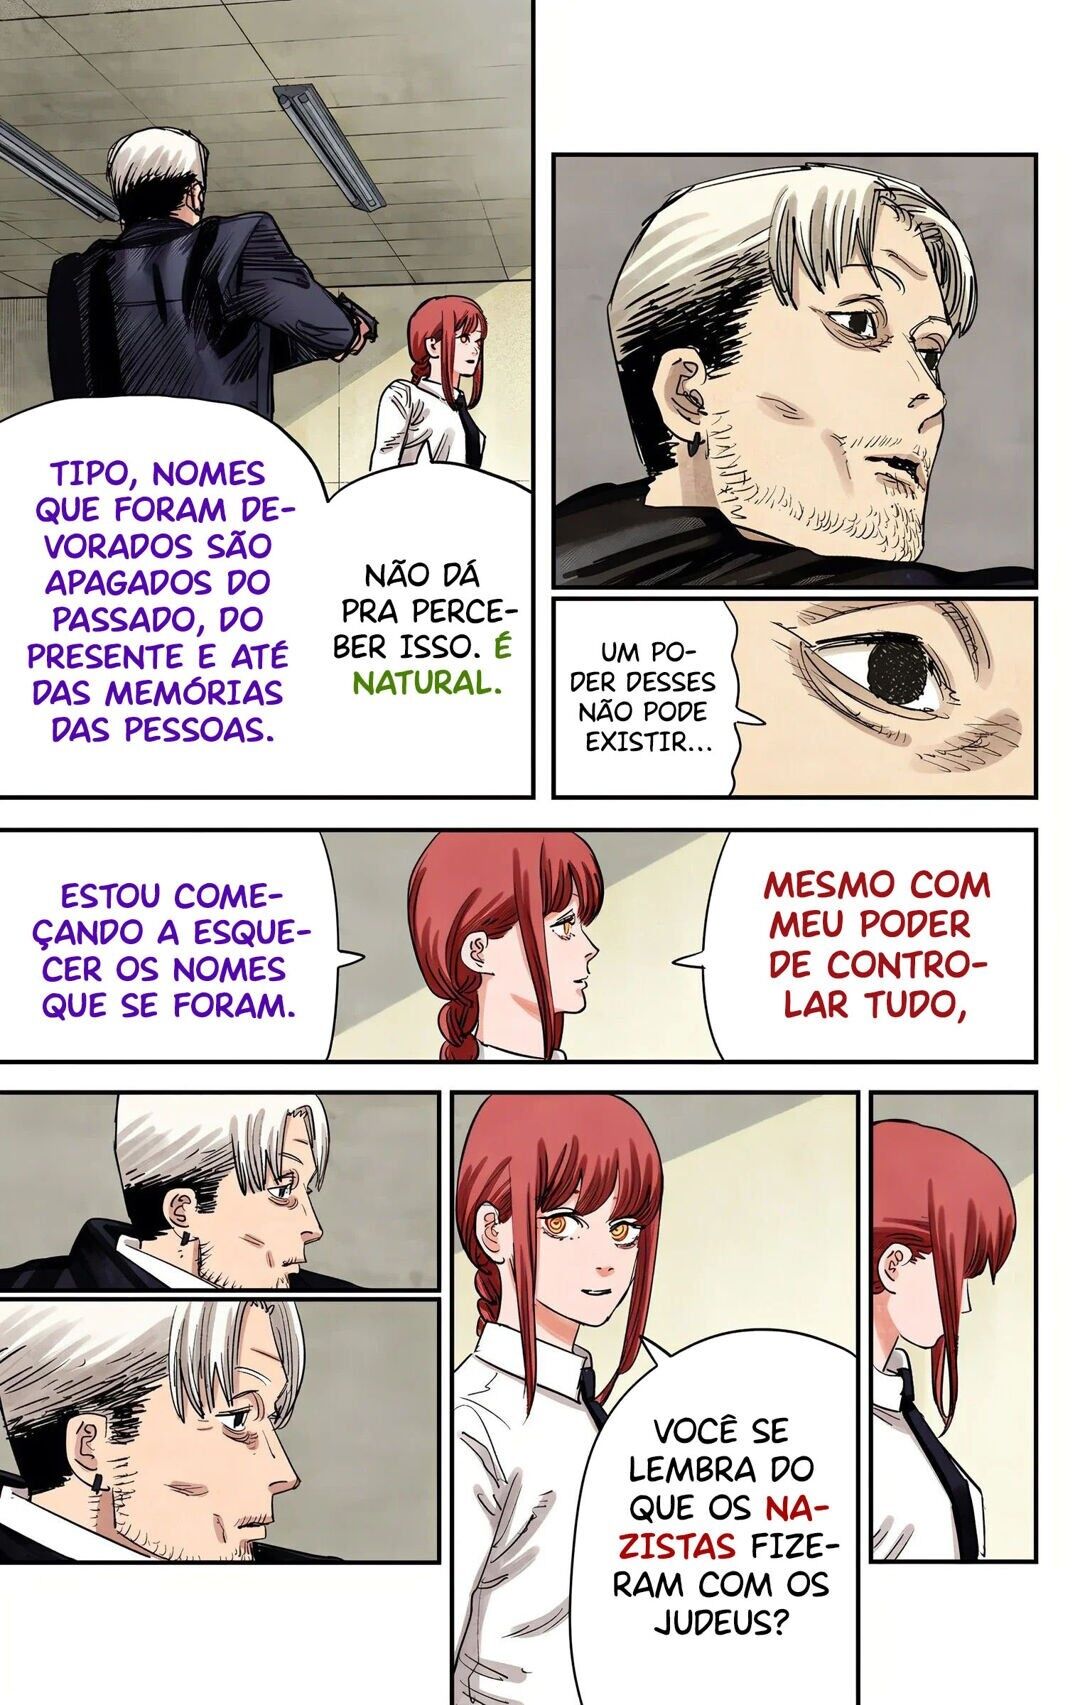 UM PO-
DER DESSES
NÃO PODE
EXISTIR...
NÃO DÁ
PRA PERCE-
BER ISSO. É
NATURAL.
TIPO, NOMES
QUE FORAM DE-
VORADOS SÃO
APAGADOS DO
PASSADO, DO
PRESENTE E ATÉ
DAS MEMÓRIAS
DAS PESSOAS.
MESMO COM
MEU PODER
DE CONTRO-
LAR TUDO,
ESTOU COME-
ÇANDO A ESQUE-
CER OS NOMES
QUE SE FORAM.
VOCÊ SE
LEMBRA DO
QUE OS NA-
ZISTAS FIZE-
RAM COM OS
JUDEUS?